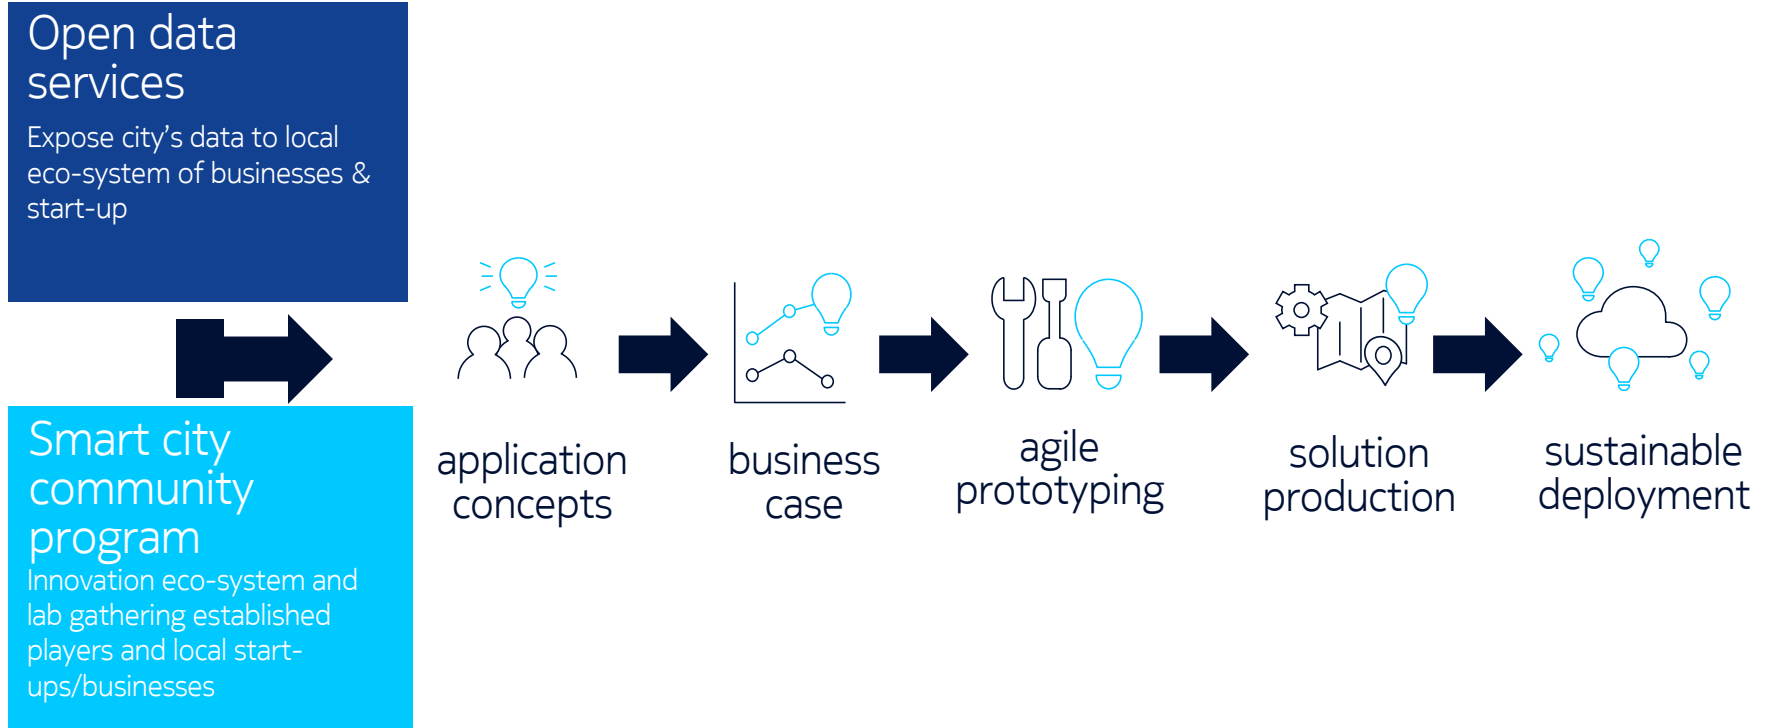 Open data
services
Expose city’s data to local
eco-system of businesses &
start-up
Smart city
community
program
Innovation eco-system and
lab gathering established
players and local start-
ups/businesses
application
concepts
business
case
agile
prototyping
solution
production
sustainable
deployment